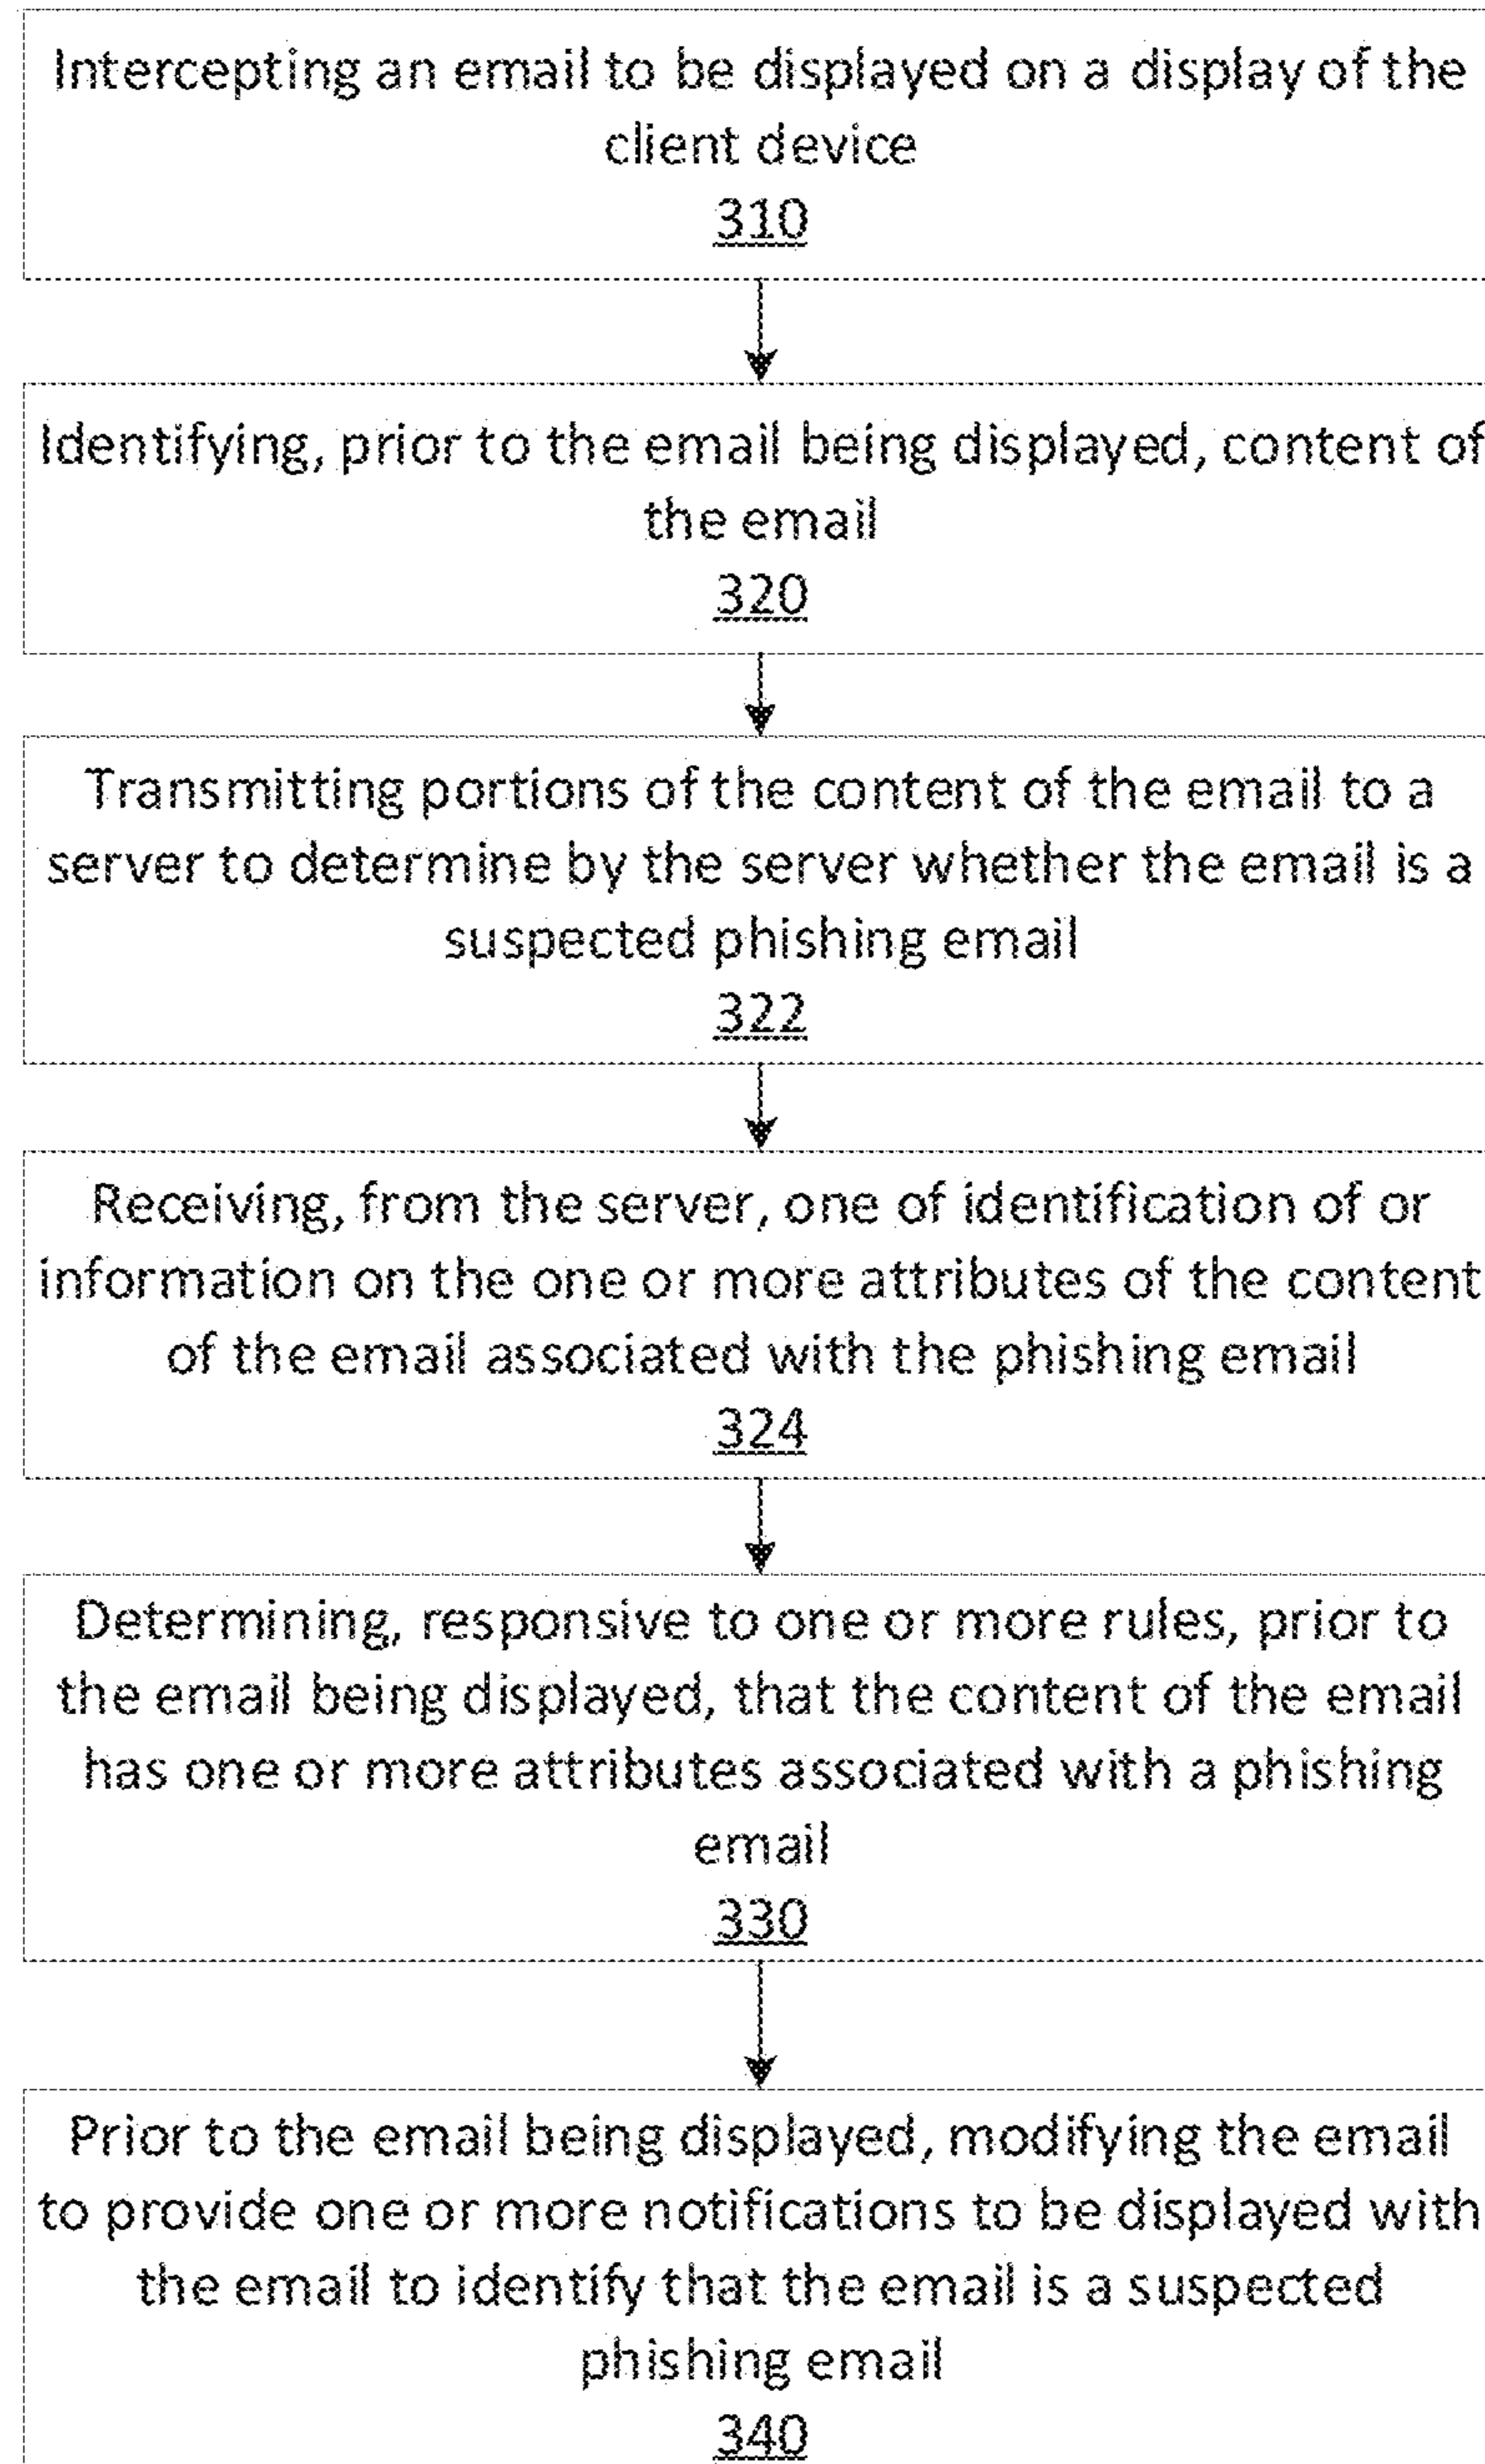 Intercepting an email to be displayed on a display of the
client device
310
Identifying, prior to the email being displayed, content of
the email
320
Transmitting portions of the content of the email to a
server to determine by the server whether the email is a
suspected phishing email
322
Receiving, from the server, one of identification of or
information on the one or more attributes of the content
of the email associated with the phishing email
324
Determining, responsive to one or more rules, prior to
the email being displayed, that the content of the email
has one or more attributes associated with a phishing
email
330
Prior to the email being displayed, modifying the email
to provide one or more notifications to be displayed with
the email to identify that the email is a suspected
phishing email
340